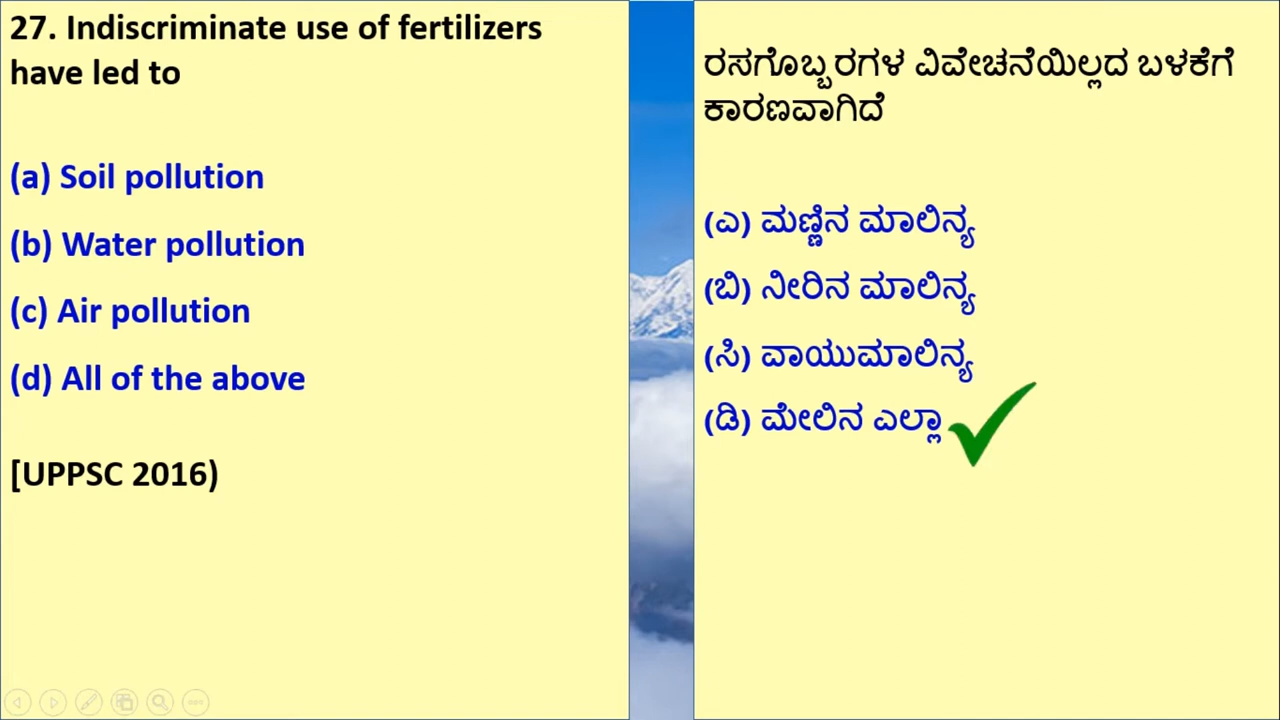 27. Indiscriminate use of fertilizers
have led to
(a) Soil pollution
(b) Water pollution
(c) Air pollution
(d) All of the above
[UPPSC 2016)
ರಸಗೊಬ್ಬರಗಳ ವಿವೇಚನೆಯಿಲ್ಲದ ಬಳಕೆಗೆ
ಕಾರಣವಾಗಿದೆ
(ಎ) ಮಣ್ಣಿನ ಮಾಲಿನ್ಯ
(ಬಿ) ನೀರಿನ ಮಾಲಿನ್ಯ
(ಸಿ) ವಾಯುಮಾಲಿನ್ಯ
(ಡಿ) ಮೇಲಿನ ಎಲ್ಲಾ